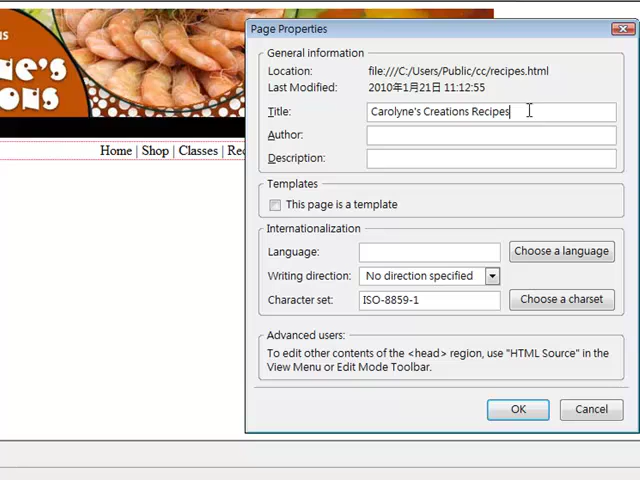 us
NE'S
ONS
Home | Shop | Classes | Rec
Page Properties
General information
Location: file:///C:/Users/Public/cc/recipes.html
Last Modified: 2010年1月21日 11:12:55
Title: Carolyne's Creations Recipes
Author:
Description:
Templates
This page is a template
Internationalization
Language: Choose a language
Writing direction: No direction specified
Character set: ISO-8859-1 Choose a charset
Advanced users:
To edit other contents of the <head> region, use "HTML Source" in the
View Menu or Edit Mode Toolbar.
OK Cancel